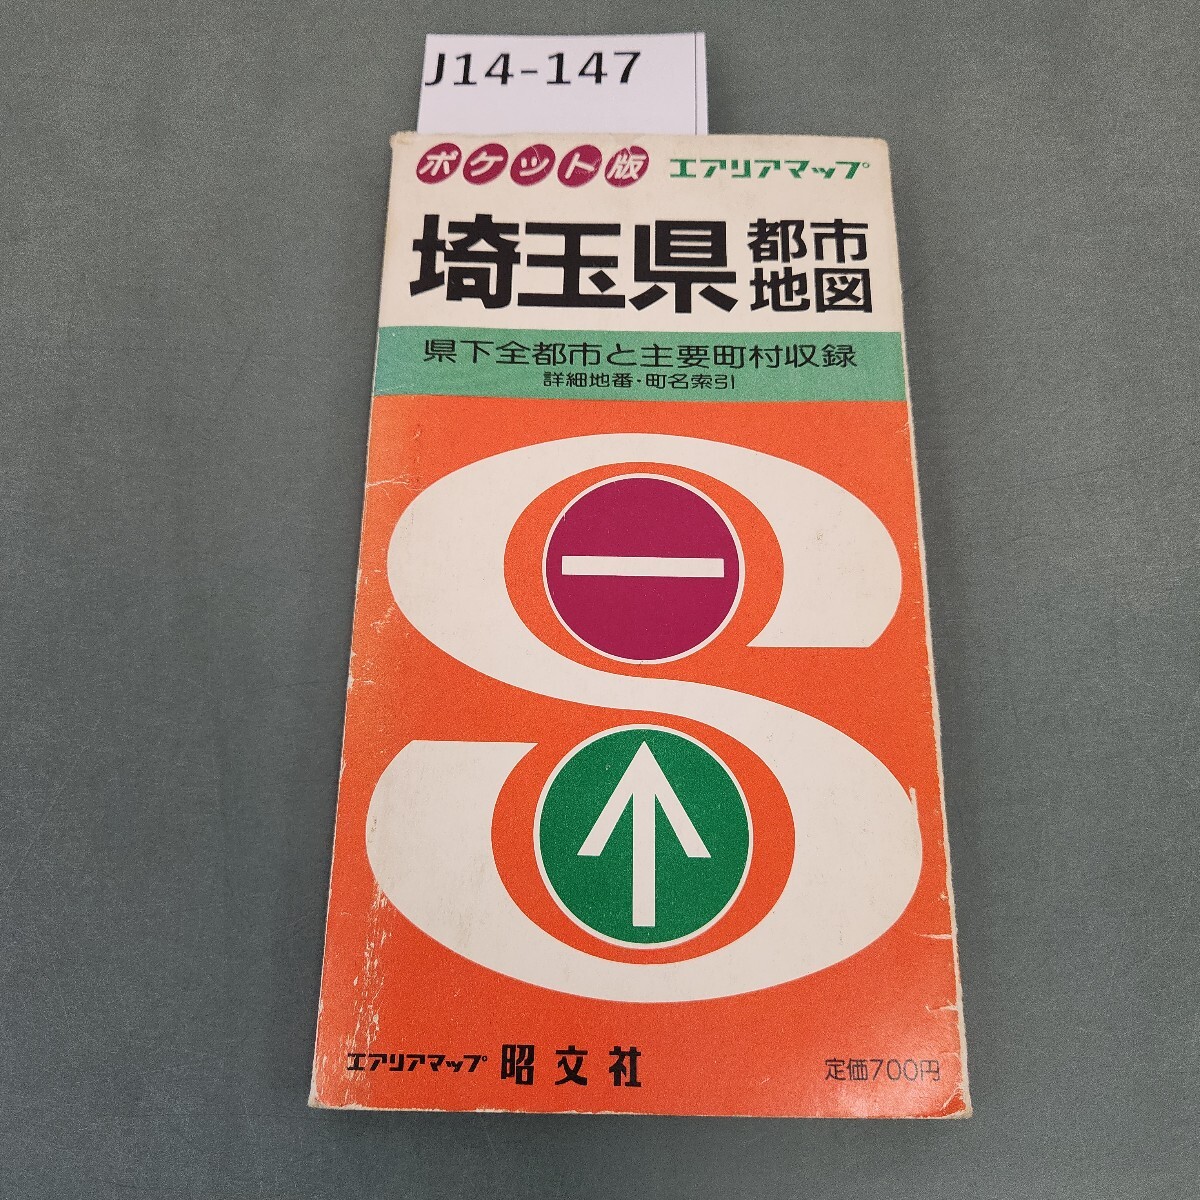 J14-147
ポケット版 エアリアマップ
埼玉県 都市地図
県下全都市と主要町村収録
詳細地番・町名索引
エアリアマップ 昭文社 定価700円